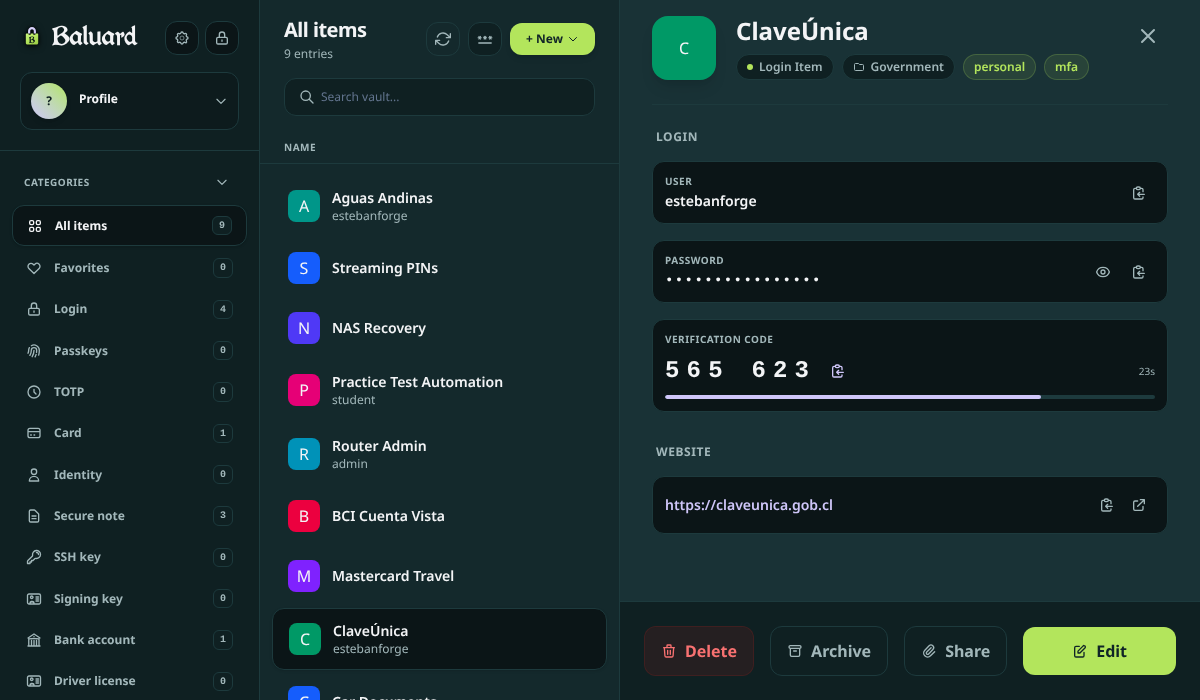 Baluard
?
Profile
CATEGORIES
All items 9
Favorites 0
Login 4
Passkeys 0
TOTP 0
Card 1
Identity 0
Secure note 3
SSH key 0
Signing key 0
Bank account 1
Driver license 0
All items
9 entries
+ New
Search vault...
NAME
A
Aguas Andinas
estebanforge
S
Streaming PINs
N
NAS Recovery
P
Practice Test Automation
student
R
Router Admin
admin
B
BCI Cuenta Vista
M
Mastercard Travel
C
ClaveÚnica
estebanforge
C
ClaveÚnica
Login Item
Government
personal
mfa
LOGIN
USER
estebanforge
PASSWORD
•••••••••••••••
VERIFICATION CODE
565 623
23s
WEBSITE
https://claveunica.gob.cl
Delete
Archive
Share
Edit